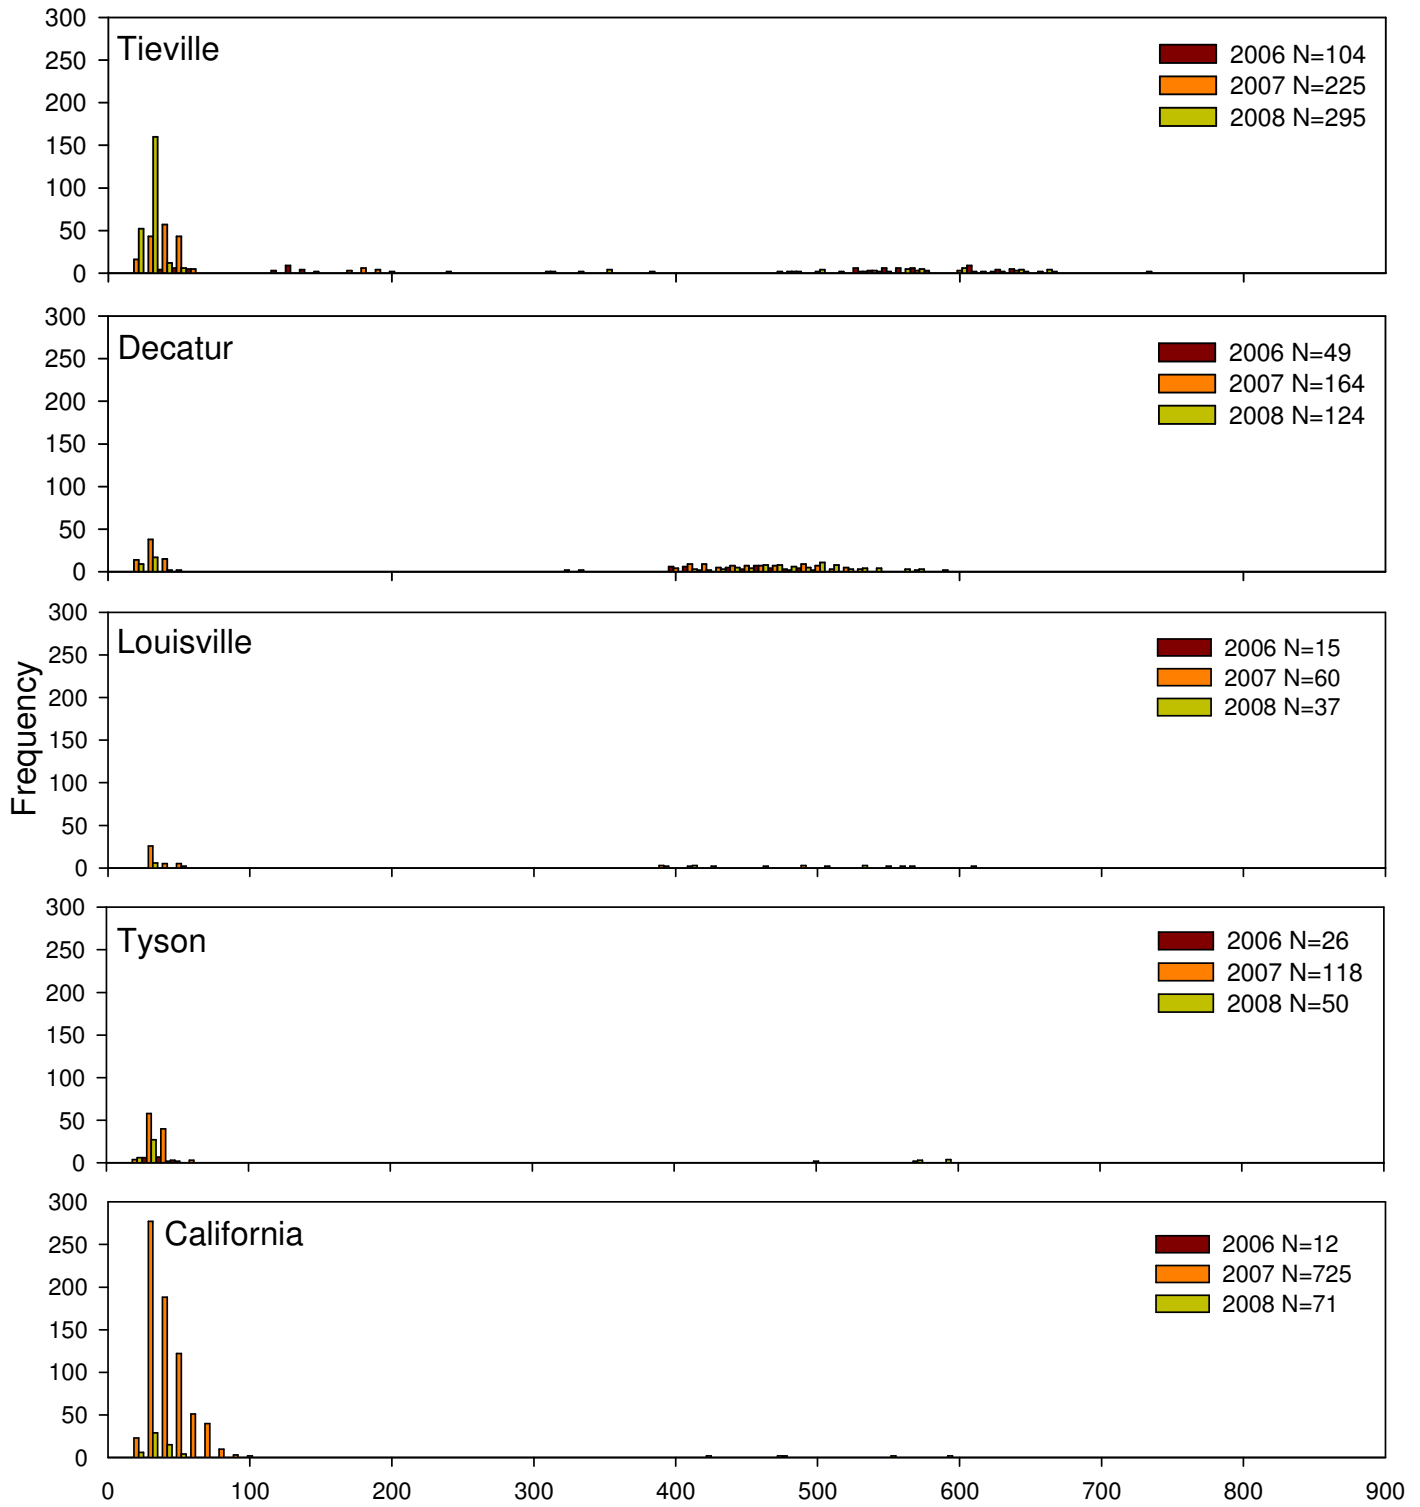 300
250
200
150
100
50
0
Tieville
2006 N=104
2007 N=225
2008 N=295
300
250
200
150
100
50
0
Decatur
2006 N=49
2007 N=164
2008 N=124
Frequency
300
250
200
150
100
50
0
Louisville
2006 N=15
2007 N=60
2008 N=37
300
250
200
150
100
50
0
Tyson
2006 N=26
2007 N=118
2008 N=50
300
250
200
150
100
50
0
California
2006 N=12
2007 N=725
2008 N=71
0 100 200 300 400 500 600 700 800 900